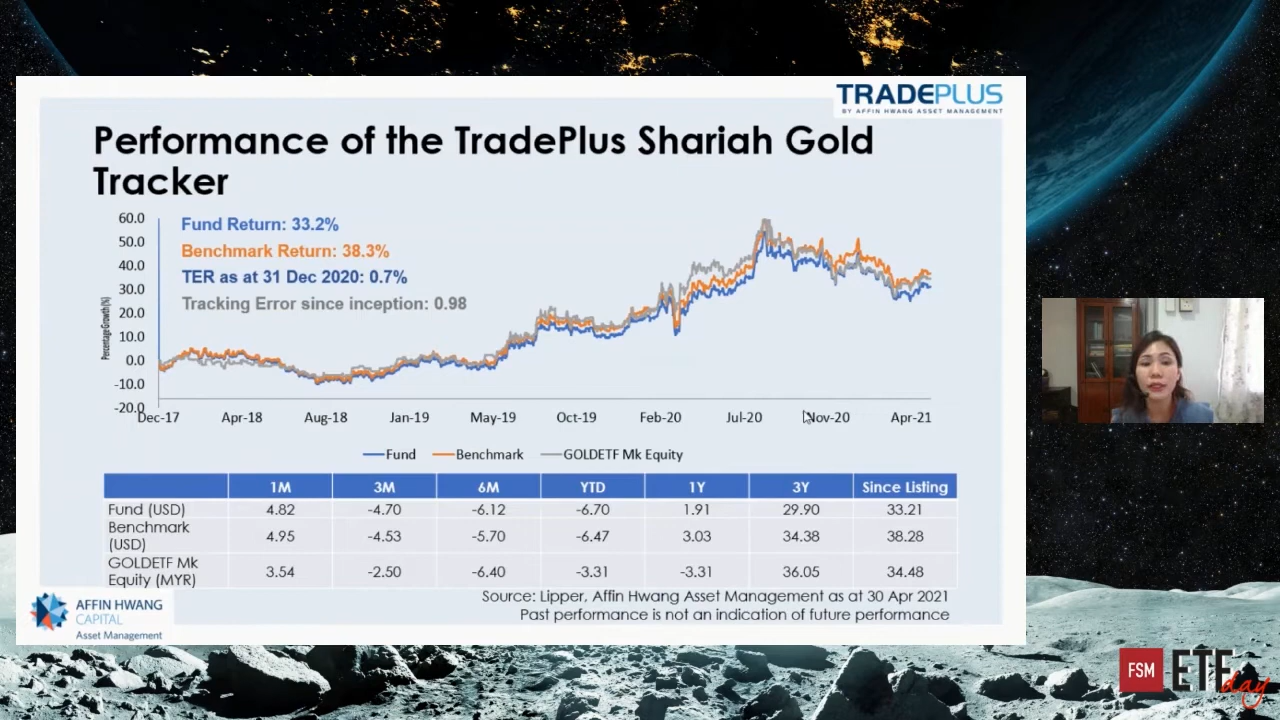 TRADEPLUS
BY AFFIN HWANG ASSET MANAGEMENT
Performance of the TradePlus Shariah Gold
Tracker
Fund Return: 33.2%
Benchmark Return: 38.3%
TER as at 31 Dec 2020: 0.7%
Tracking Error since inception: 0.98
Percentage Growth (%)
60.0
50.0
40.0
30.0
20.0
10.0
0.0
-10.0
-20.0
Dec-17 Apr-18 Aug-18 Jan-19 May-19 Oct-19 Feb-20 Jul-20 Nov-20 Apr-21
Fund Benchmark GOLDETF Mk Equity
1M 3M 6M YTD 1Y 3Y Since Listing
Fund (USD) 4.82 -4.70 -6.12 -6.70 1.91 29.90 33.21
Benchmark
(USD) 4.95 -4.53 -5.70 -6.47 3.03 34.38 38.28
GOLDETF Mk
Equity (MYR) 3.54 -2.50 -6.40 -3.31 -3.31 36.05 34.48
Source: Lipper, Affin Hwang Asset Management as at 30 Apr 2021
Past performance is not an indication of future performance
AFFIN HWANG
CAPITAL
Asset Management
FSM ETF day